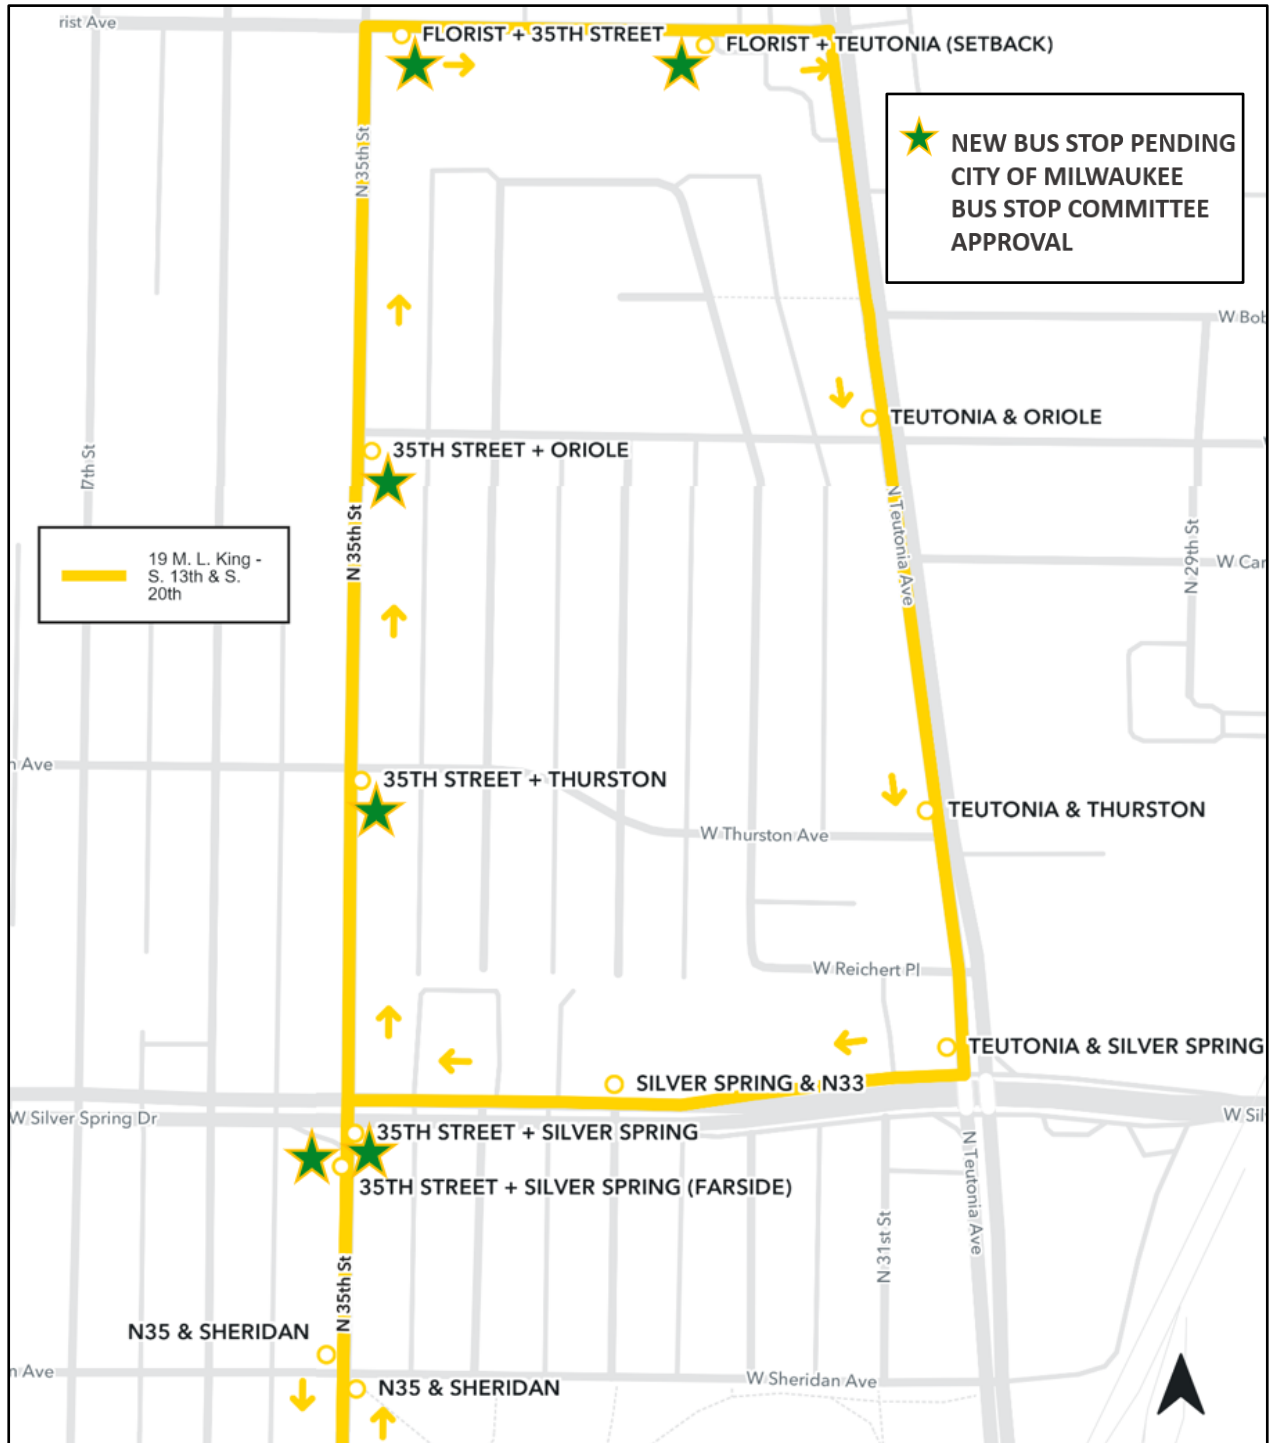 rist Ave
FLORIST + 35TH STREET
FLORIST + TEUTONIA (SETBACK)
NEW BUS STOP PENDING
CITY OF MILWAUKEE
BUS STOP COMMITTEE
APPROVAL
N 35th St
W Bob
TEUTONIA & ORIOLE
35TH STREET + ORIOLE
7th St
N 35th St
N Teutonia Ave
N 29th St
W Car
19 M. L. King -
S. 13th & S.
20th
n Ave
35TH STREET + THURSTON
TEUTONIA & THURSTON
W Thurston Ave
W Reichert Pl
TEUTONIA & SILVER SPRING
SILVER SPRING & N33
W Silver Spring Dr
W Sil
35TH STREET + SILVER SPRING
35TH STREET + SILVER SPRING (FARSIDE)
N Teutonia Ave
N 31st St
N 35th St
N35 & SHERIDAN
n Ave
W Sheridan Ave
N35 & SHERIDAN